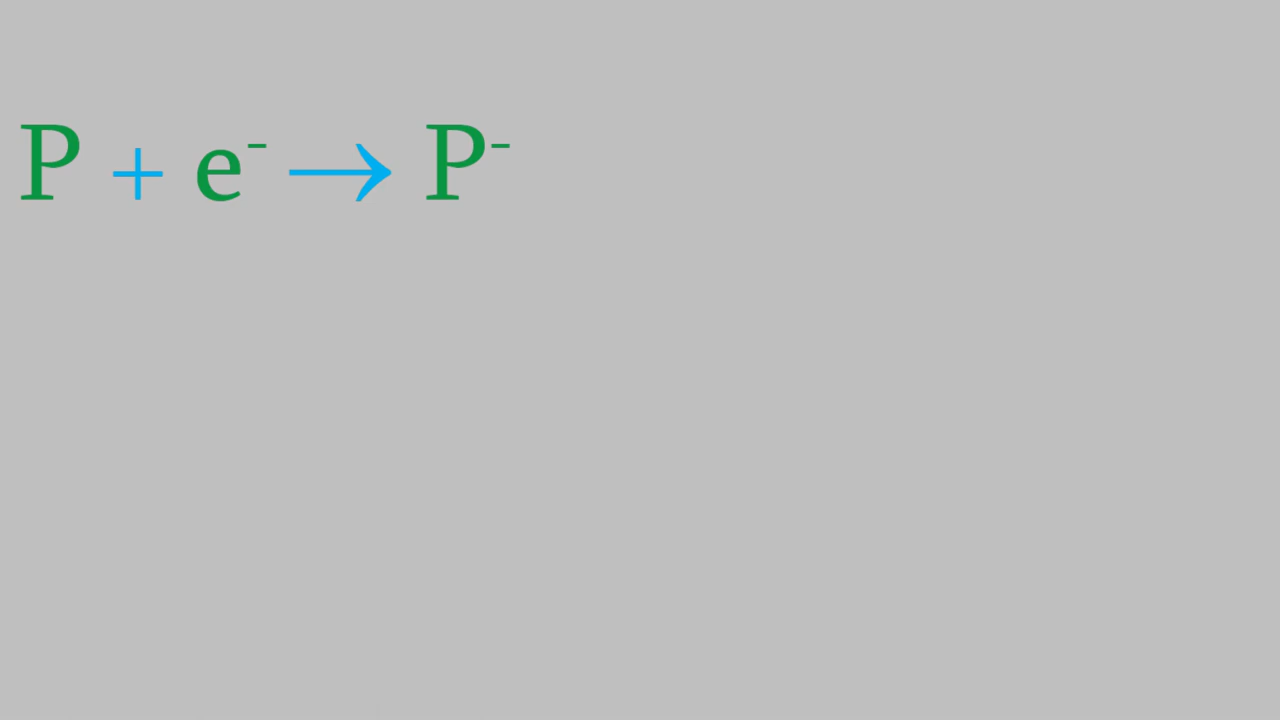 P + e⁻ → P⁻